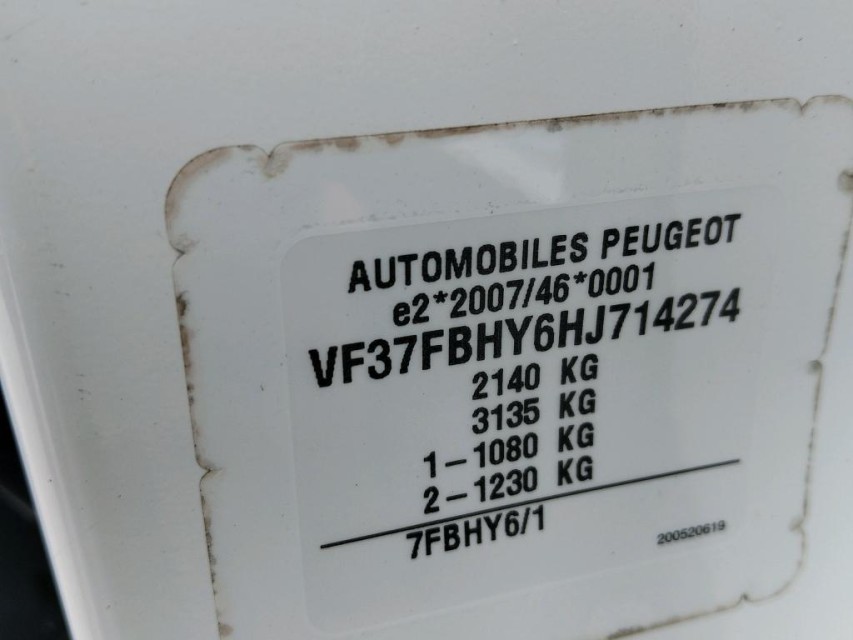 AUTOMOBILES PEUGEOT
e2*2007/46*0001
VF37FBHY6HJ714274
2140 KG
3135 KG
1-1080 KG
2-1230 KG
7FBHY6/1
200520619